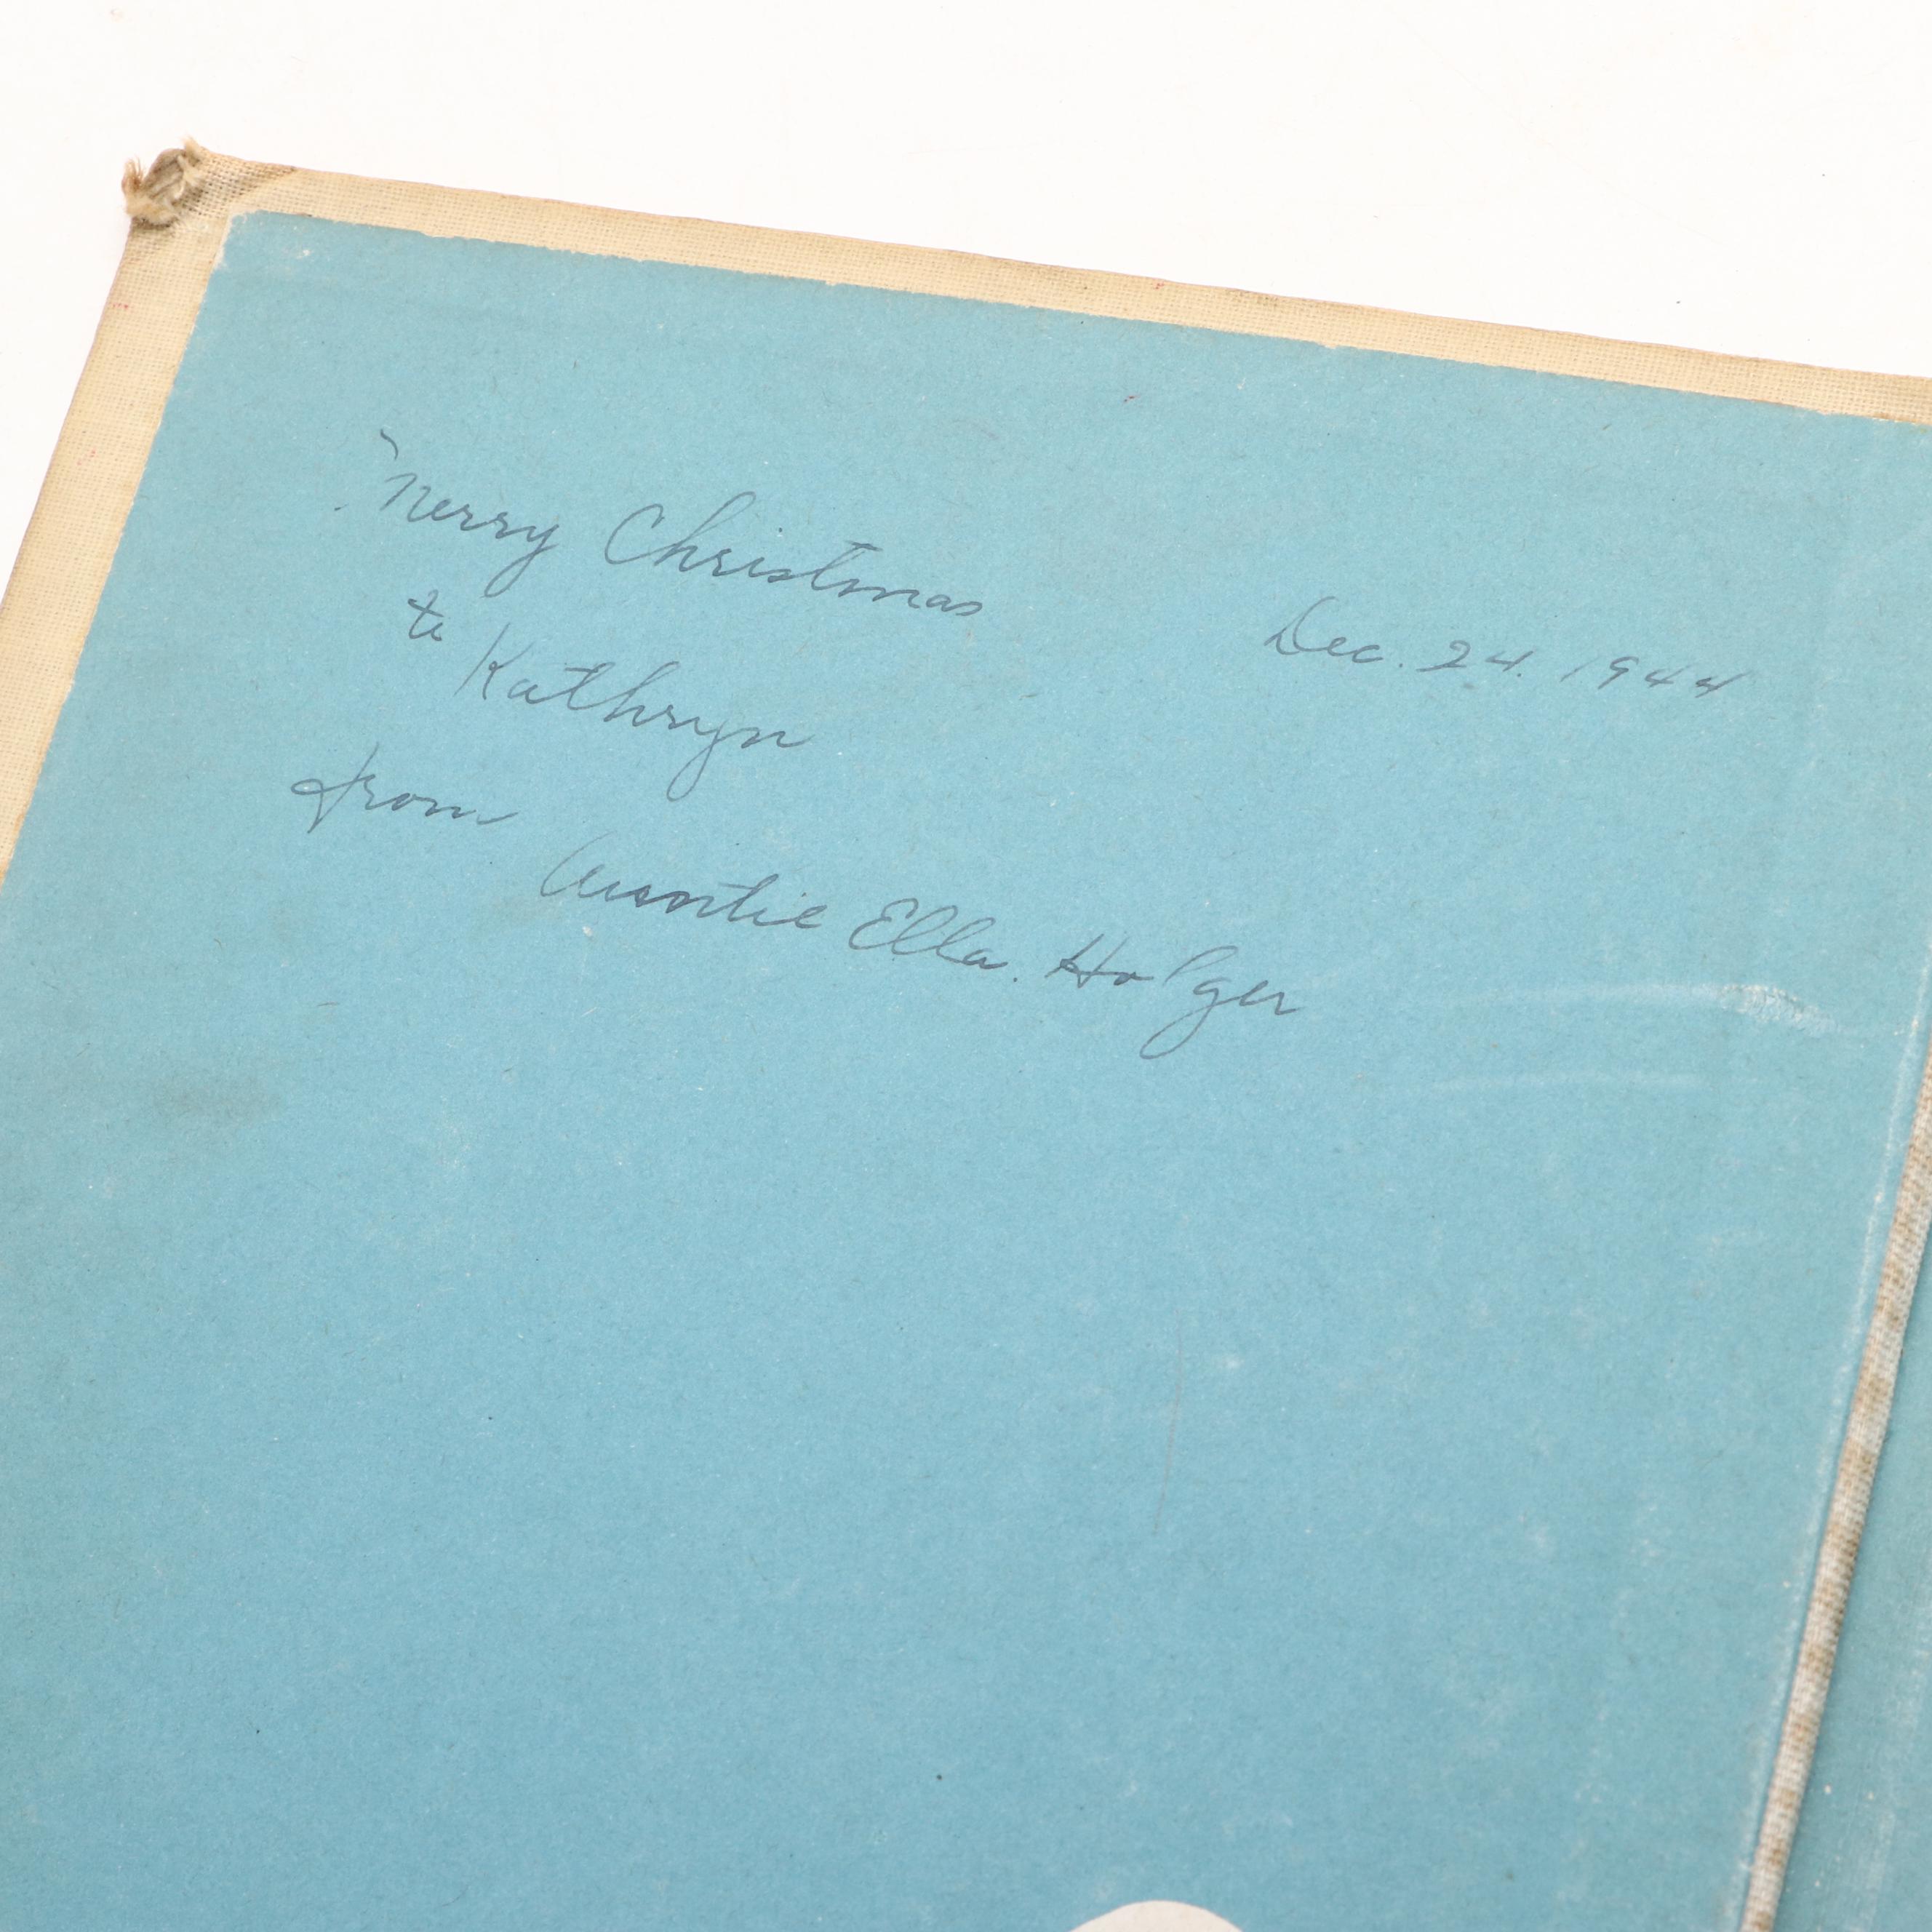 Merry Christmas
Dec. 24. 1944
to Kathryn
from
Auntie Ella. Holger